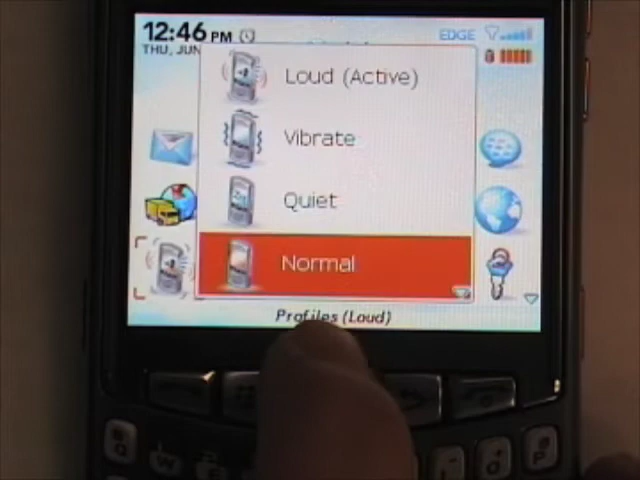 12:46 PM
EDGE
THU, JUN
Loud (Active)
Vibrate
Quiet
Normal
Profiles (Loud)
Q
W
P